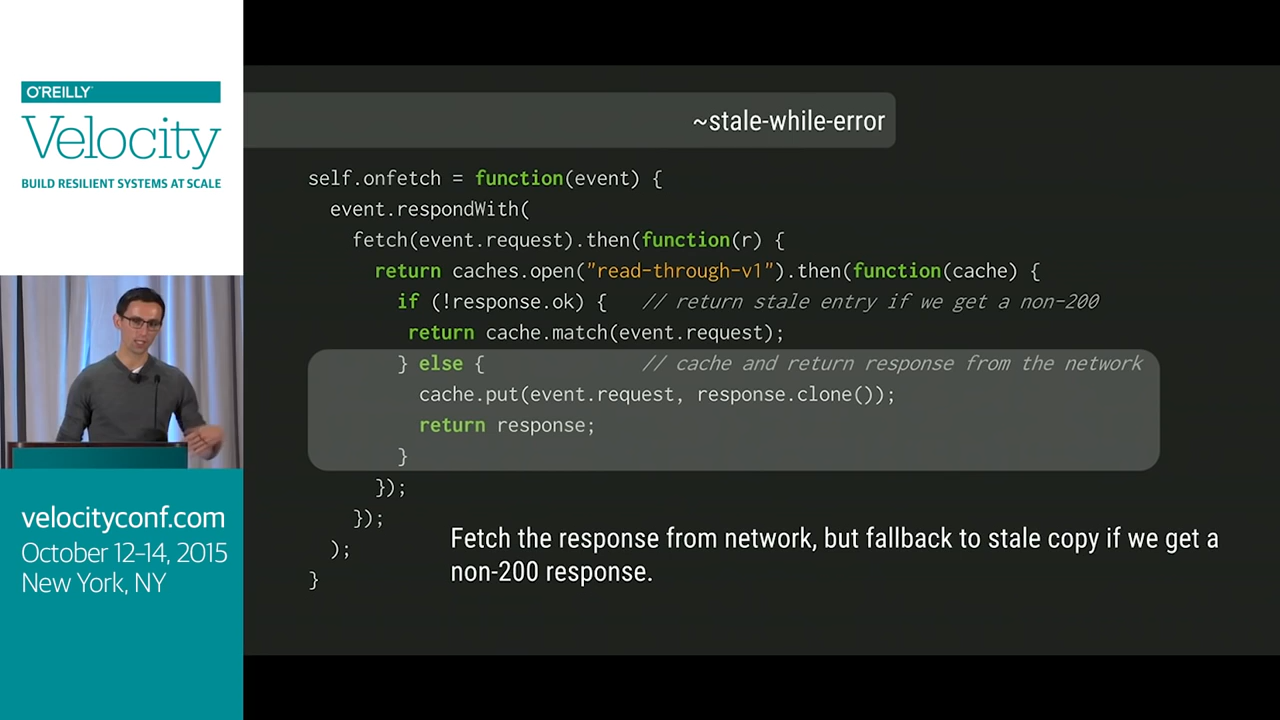 O'REILLY
Velocity
BUILD RESILIENT SYSTEMS AT SCALE
velocityconf.com
October 12–14, 2015
New York, NY
~stale-while-error
self.onfetch = function(event) {
event.respondWith(
fetch(event.request).then(function(r) {
return caches.open("read-through-v1").then(function(cache) {
if (!response.ok) { // return stale entry if we get a non-200
return cache.match(event.request);
} else { // cache and return response from the network
cache.put(event.request, response.clone());
return response;
}
});
});
);
}
Fetch the response from network, but fallback to stale copy if we get a
non-200 response.